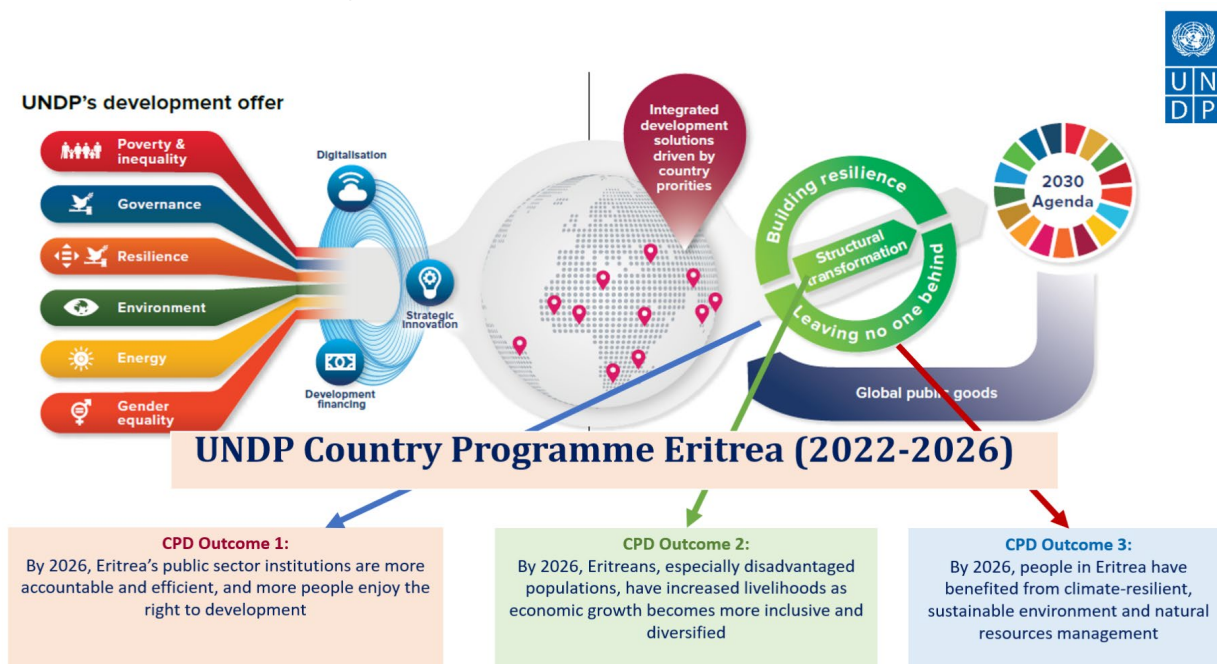 UNDP's development offer
Poverty &
inequality
Governance
Resilience
Environment
Energy
Gender
equality
Digitalisation
Strategic
Innovation
Development
financing
Integrated
development
solutions
driven by
country
prorities
Building resilience
Structural
transformation
Leaving no one behind
2030
Agenda
Global public goods
U N
D P
UNDP Country Programme Eritrea (2022-2026)
CPD Outcome 1:
By 2026, Eritrea's public sector institutions are more
accountable and efficient, and more people enjoy the
right to development
CPD Outcome 2:
By 2026, Eritreans, especially disadvantaged
populations, have increased livelihoods as
economic growth becomes more inclusive and
diversified
CPD Outcome 3:
By 2026, people in Eritrea have
benefited from climate-resilient,
sustainable environment and natural
resources management